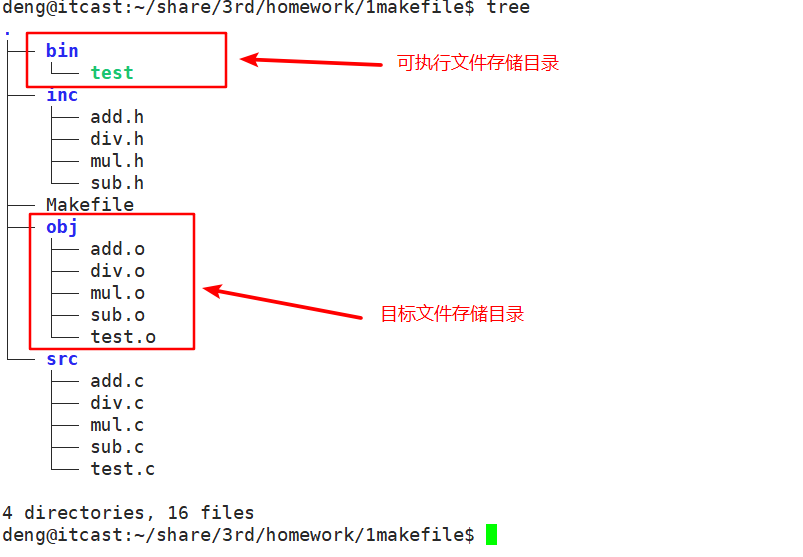 deng@itcast:~/share/3rd/homework/1makefile$ tree
.
├── bin
│   └── test
├── inc
│   ├── add.h
│   ├── div.h
│   ├── mul.h
│   └── sub.h
├── Makefile
├── obj
│   ├── add.o
│   ├── div.o
│   ├── mul.o
│   ├── sub.o
│   └── test.o
└── src
    ├── add.c
    ├── div.c
    ├── mul.c
    ├── sub.c
    └── test.c
4 directories, 16 files
deng@itcast:~/share/3rd/homework/1makefile$
可执行文件存储目录
目标文件存储目录